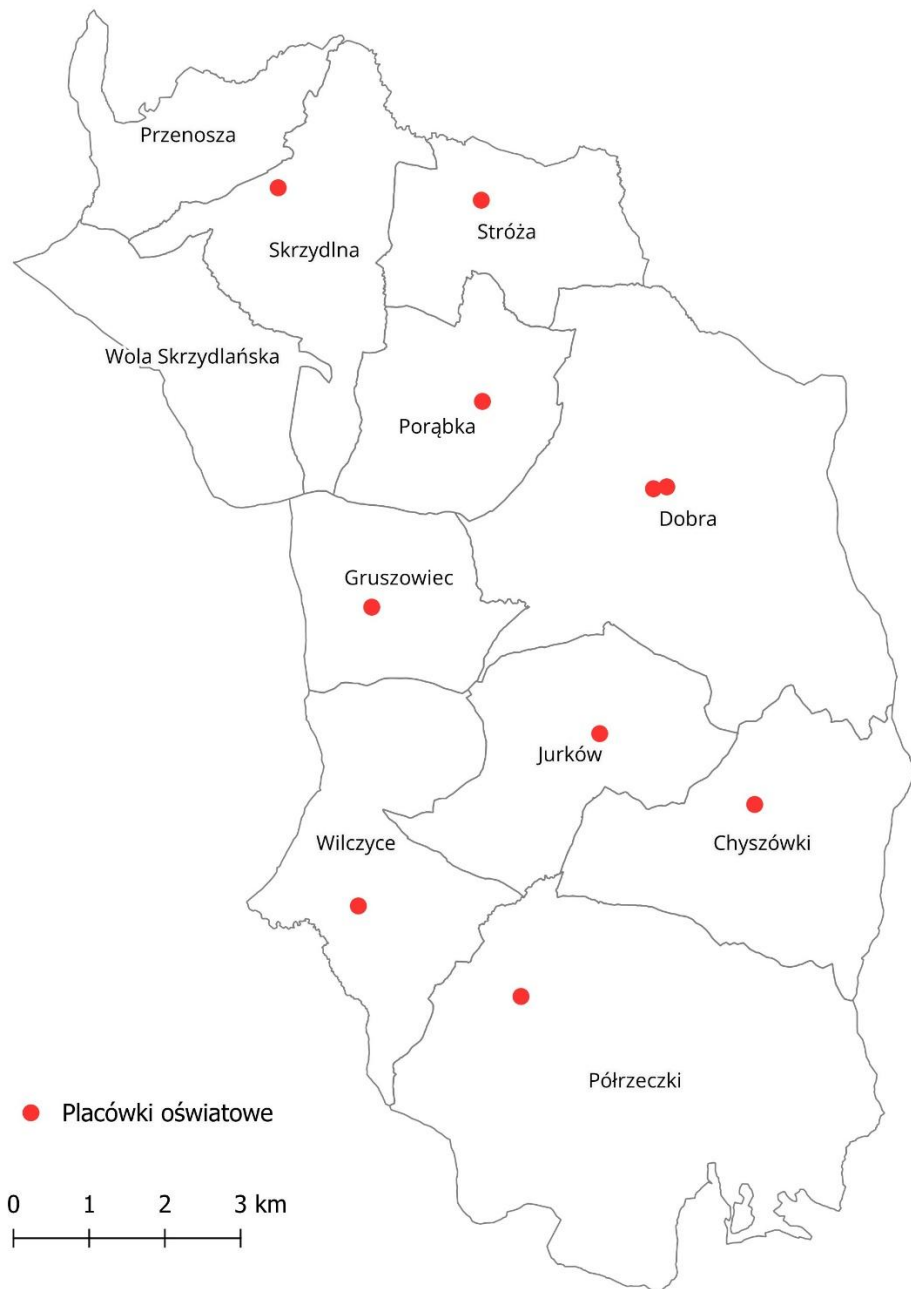 Przenosza
Skrzydlna
Stróża
Wola Skrzydlańska
Porąbka
Dobra
Gruszowiec
Jurków
Wilczyce
Chyszówki
Półrzeczki
Placówki oświatowe
0 1 2 3 km